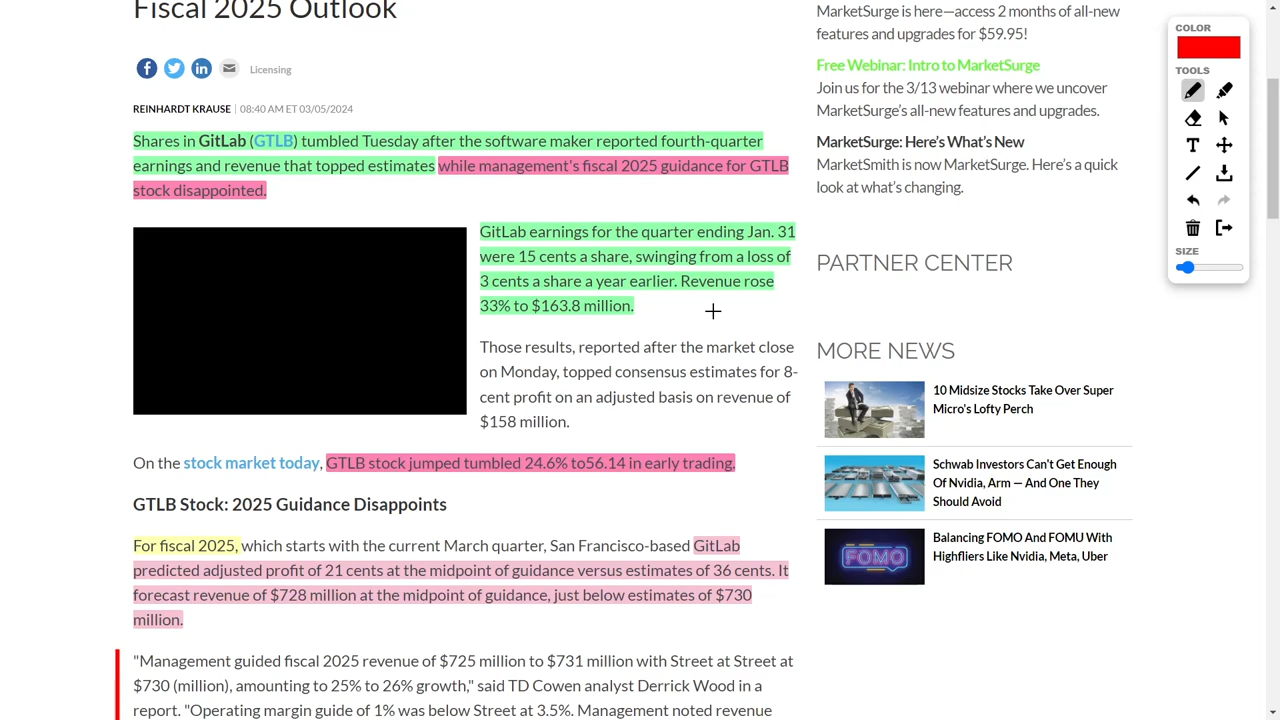 Fiscal 2025 Outlook
Licensing
REINHARDT KRAUSE | 08:40 AM ET 03/05/2024
Shares in GitLab (GTLB) tumbled Tuesday after the software maker reported fourth-quarter
earnings and revenue that topped estimates while management's fiscal 2025 guidance for GTLB
stock disappointed.
GitLab earnings for the quarter ending Jan. 31
were 15 cents a share, swinging from a loss of
3 cents a share a year earlier. Revenue rose
33% to $163.8 million.
Those results, reported after the market close
on Monday, topped consensus estimates for 8-
cent profit on an adjusted basis on revenue of
$158 million.
On the stock market today, GTLB stock jumped tumbled 24.6% to56.14 in early trading.
GTLB Stock: 2025 Guidance Disappoints
For fiscal 2025, which starts with the current March quarter, San Francisco-based GitLab
predicted adjusted profit of 21 cents at the midpoint of guidance versus estimates of 36 cents. It
forecast revenue of $728 million at the midpoint of guidance, just below estimates of $730
million.
"Management guided fiscal 2025 revenue of $725 million to $731 million with Street at Street at
$730 (million), amounting to 25% to 26% growth," said TD Cowen analyst Derrick Wood in a
report. "Operating margin guide of 1% was below Street at 3.5%. Management noted revenue
MarketSurge is here—access 2 months of all-new
features and upgrades for $59.95!
Free Webinar: Intro to MarketSurge
Join us for the 3/13 webinar where we uncover
MarketSurge's all-new features and upgrades.
MarketSurge: Here's What's New
MarketSmith is now MarketSurge. Here's a quick
look at what's changing.
PARTNER CENTER
MORE NEWS
10 Midsize Stocks Take Over Super
Micro's Lofty Perch
Schwab Investors Can't Get Enough
Of Nvidia, Arm — And One They
Should Avoid
FOMO
Balancing FOMO And FOMU With
Highfliers Like Nvidia, Meta, Uber
COLOR
TOOLS
SIZE